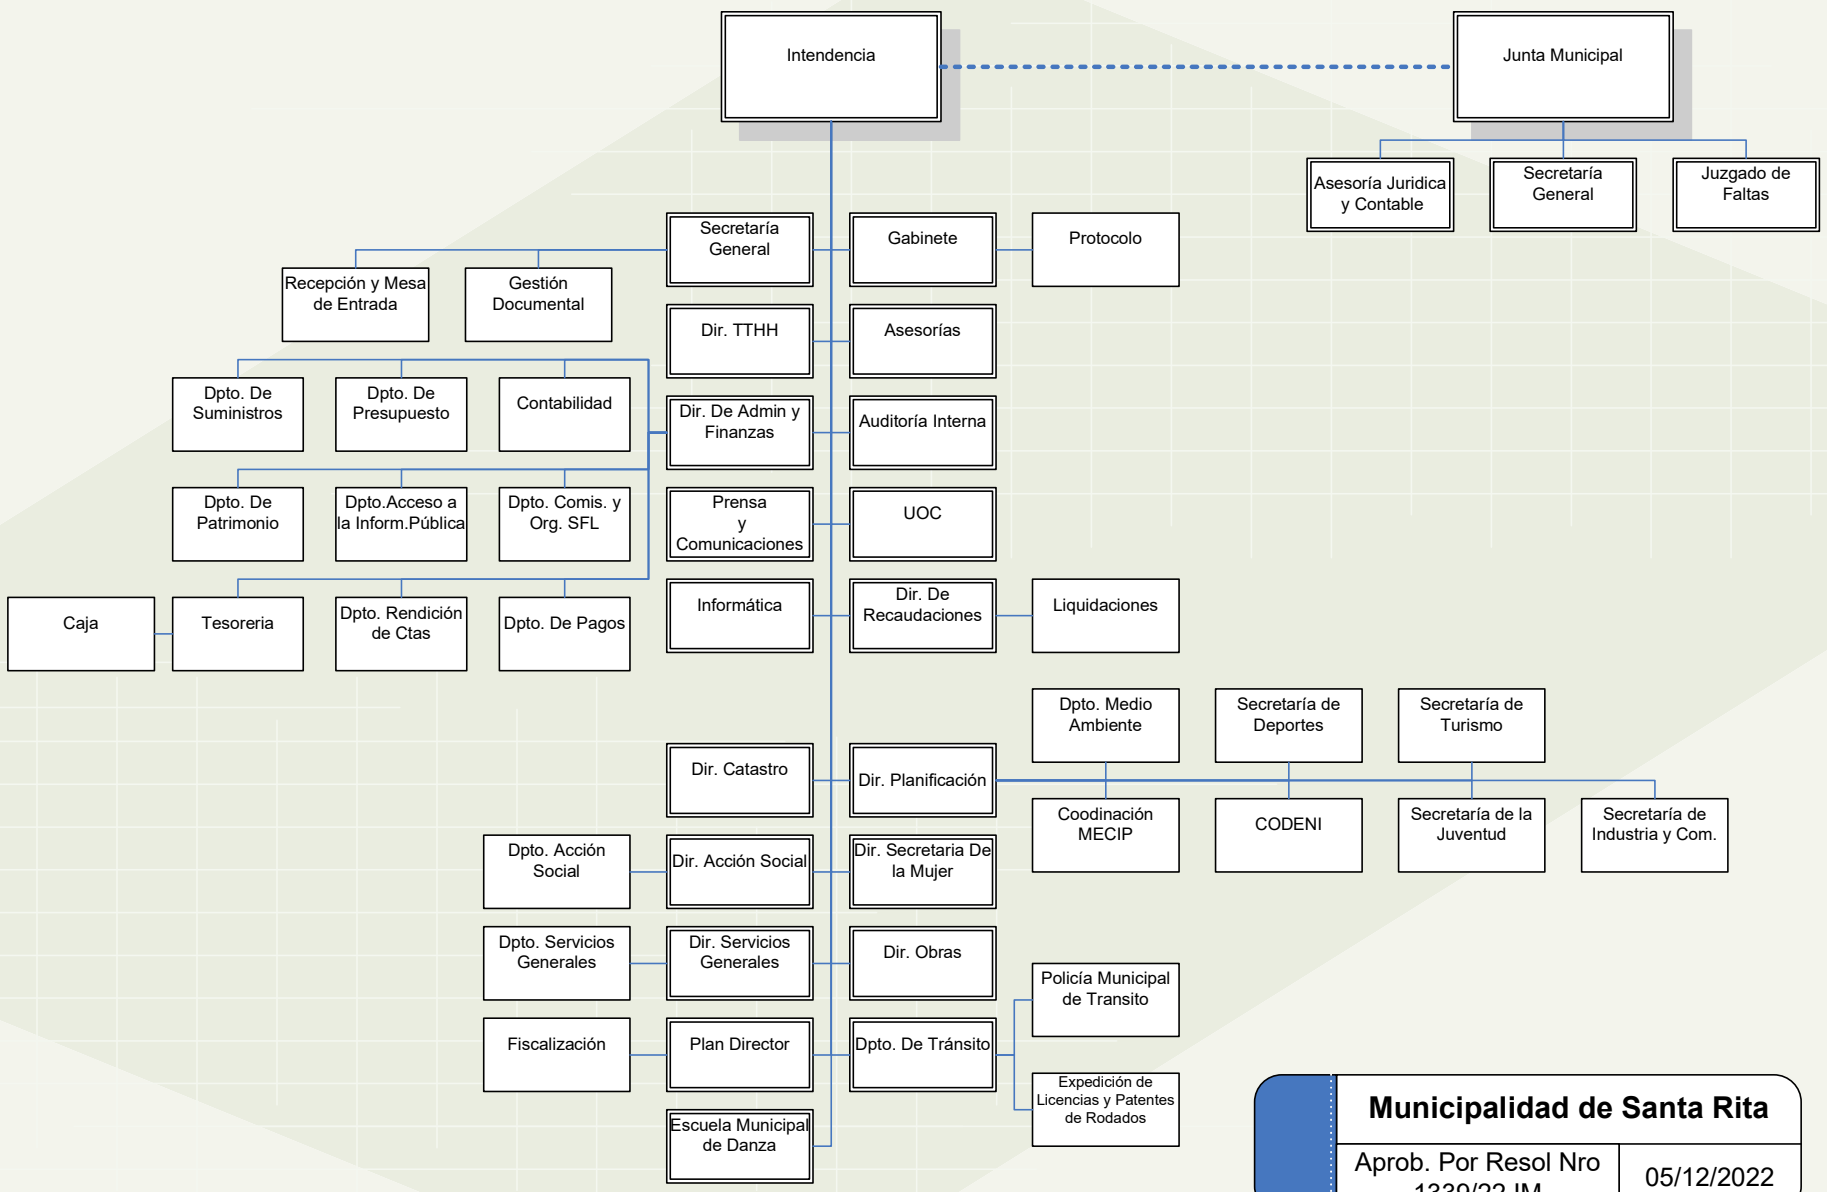 Intendencia
Junta Municipal
Asesoría Juridica
y Contable
Secretaría
General
Juzgado de
Faltas
Secretaría
General
Gabinete
Protocolo
Recepción y Mesa
de Entrada
Gestión
Documental
Dir. TTHH
Asesorías
Dpto. De
Suministros
Dpto. De
Presupuesto
Contabilidad
Dir. De Admin y
Finanzas
Auditoría Interna
Dpto. De
Patrimonio
Dpto.Acceso a
la Inform.Pública
Dpto. Comis. y
Org. SFL
Prensa
y
Comunicaciones
UOC
Caja
Tesoreria
Dpto. Rendición
de Ctas
Dpto. De Pagos
Informática
Dir. De
Recaudaciones
Liquidaciones
Dpto. Medio
Ambiente
Secretaría de
Deportes
Secretaría de
Turismo
Dir. Catastro
Dir. Planificación
Coodinación
MECIP
CODENI
Secretaría de la
Juventud
Secretaría de
Industria y Com.
Dpto. Acción
Social
Dir. Acción Social
Dir. Secretaria De
la Mujer
Dpto. Servicios
Generales
Dir. Servicios
Generales
Dir. Obras
Policía Municipal
de Transito
Fiscalización
Plan Director
Dpto. De Tránsito
Expedición de
Licencias y Patentes
de Rodados
Escuela Municipal
de Danza
Municipalidad de Santa Rita
Aprob. Por Resol Nro
1339/22 IM
05/12/2022